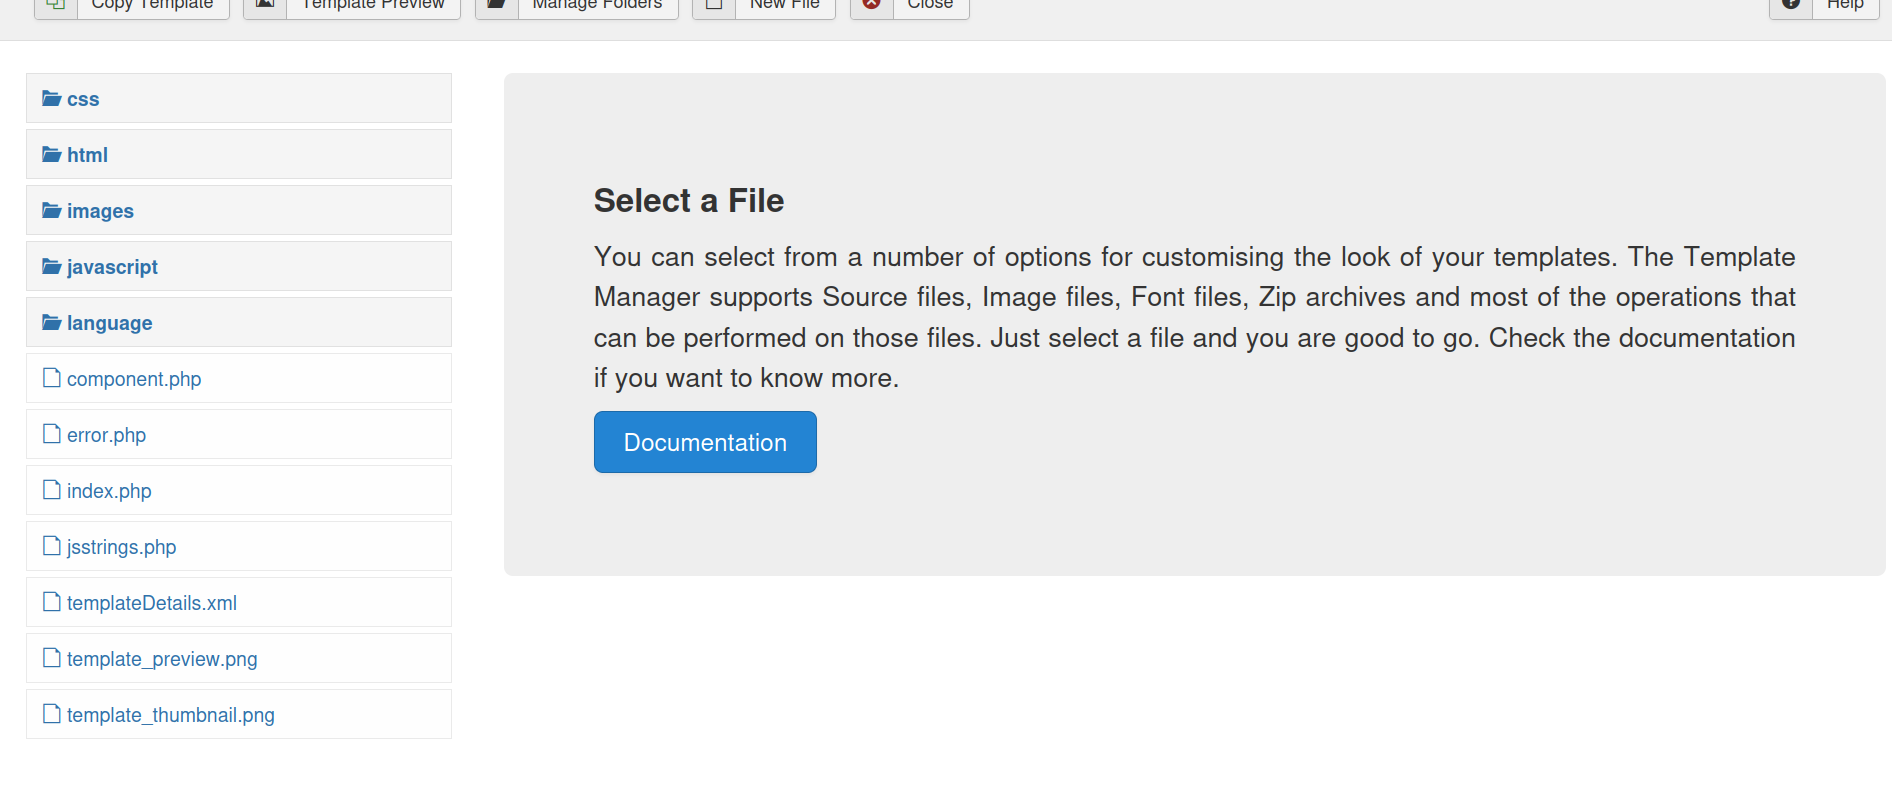 Copy Template Template Preview Manage Folders New File Close Help
css
html
images
javascript
language
component.php
error.php
index.php
jsstrings.php
templateDetails.xml
template_preview.png
template_thumbnail.png
Select a File
You can select from a number of options for customising the look of your templates. The Template
Manager supports Source files, Image files, Font files, Zip archives and most of the operations that
can be performed on those files. Just select a file and you are good to go. Check the documentation
if you want to know more.
Documentation